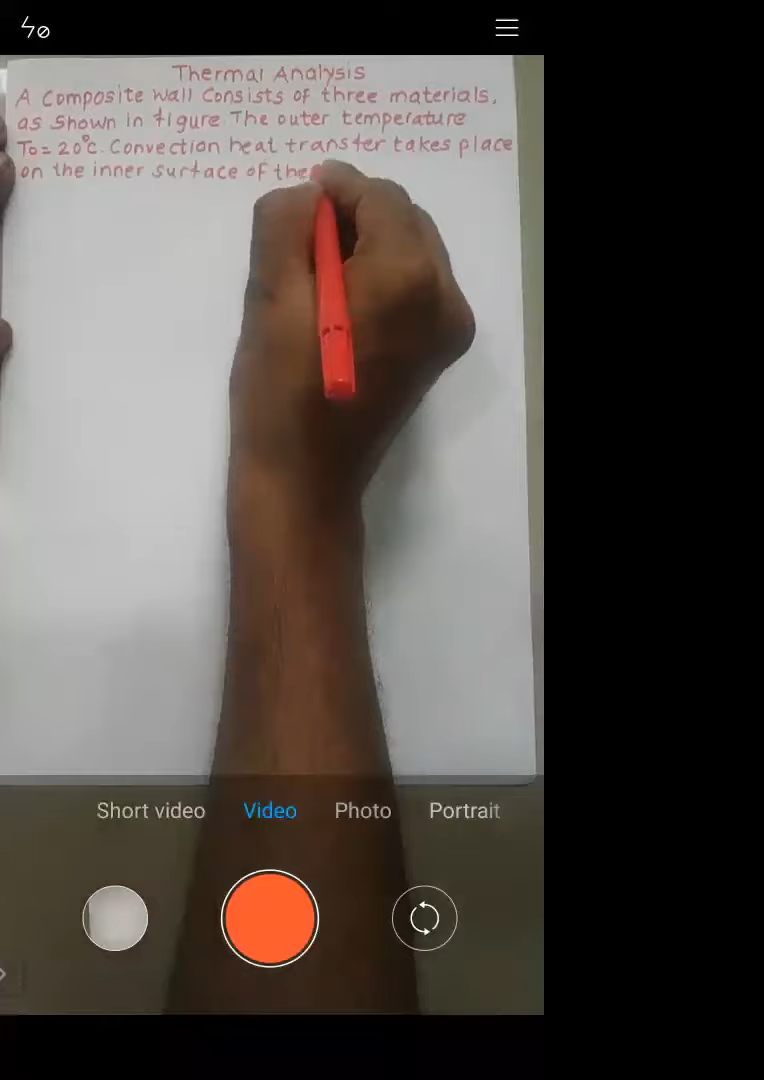 Thermal Analysis
A Composite wall Consists of three materials,
as Shown in figure The outer temperature
To = 20°c. Convection heat transfer takes place
on the inner surface of the
Short video Video Photo Portrait